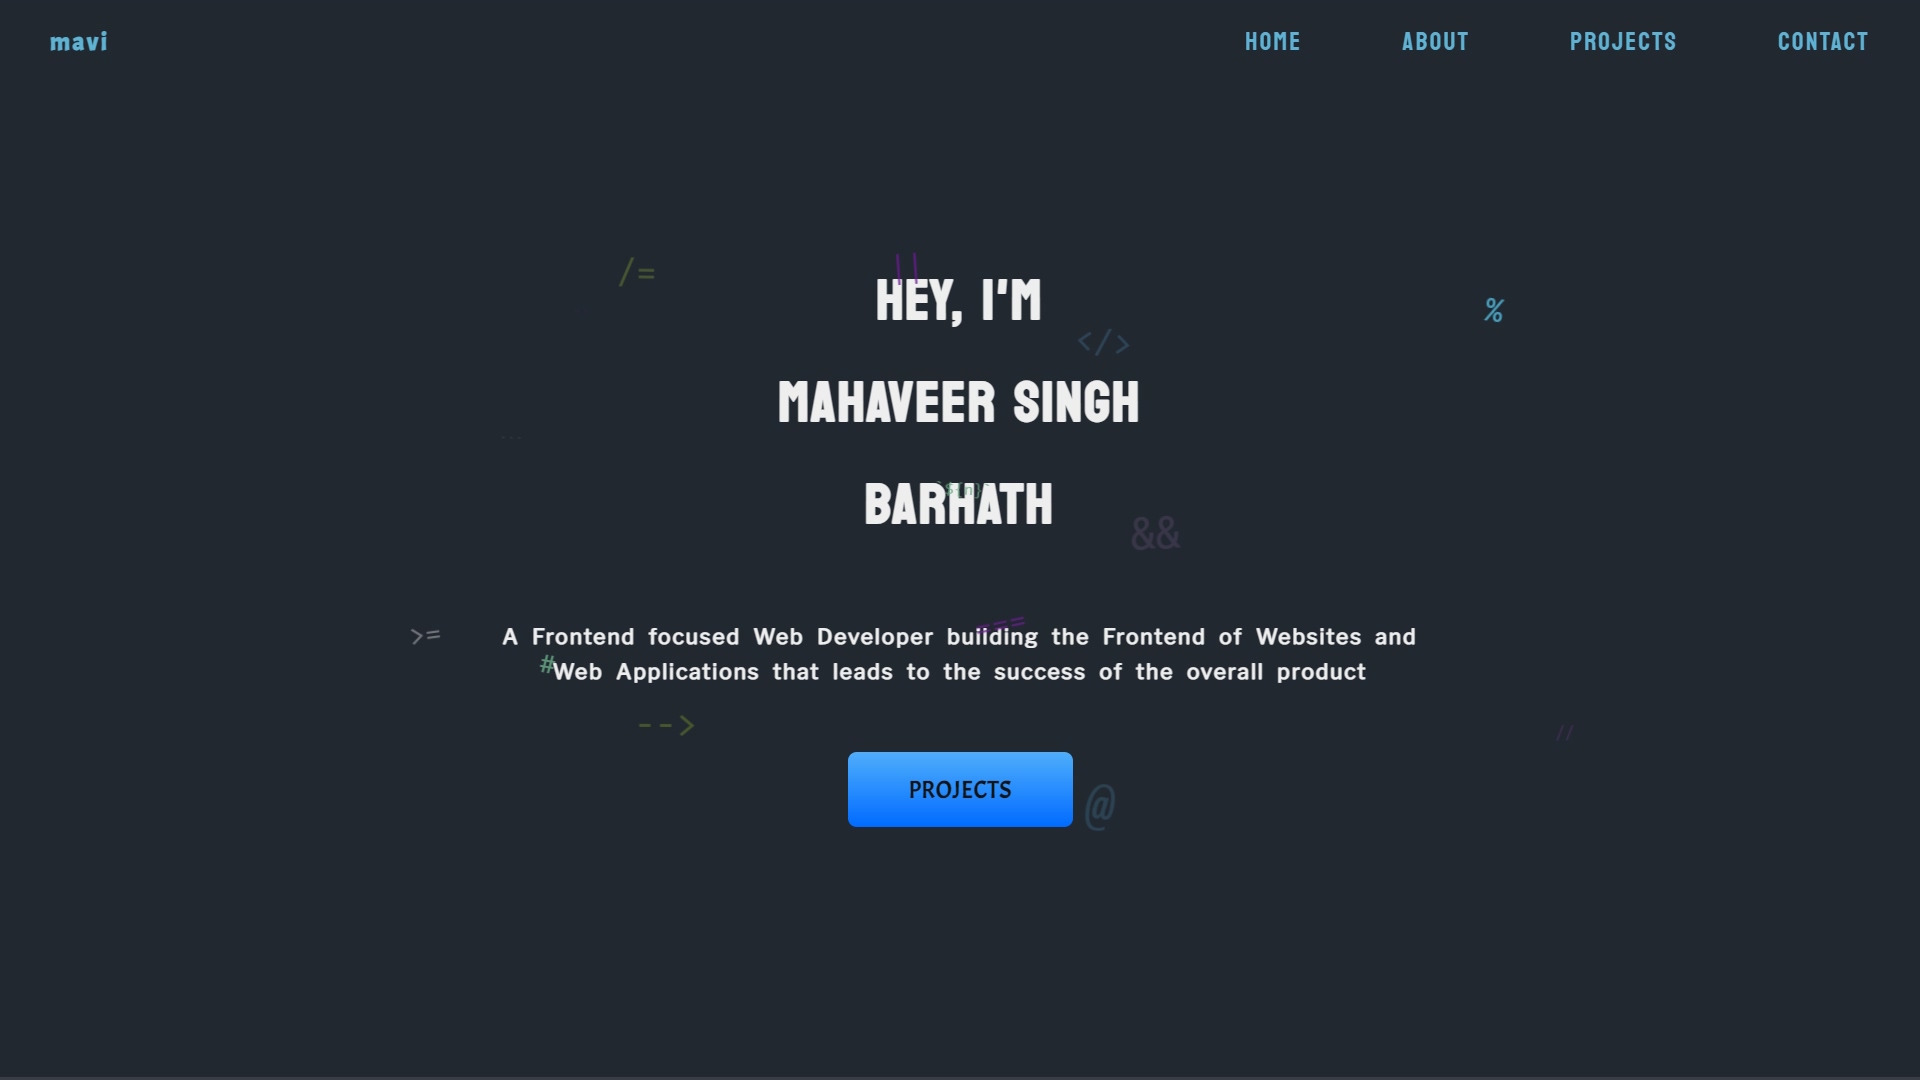 mavi
HOME
ABOUT
PROJECTS
CONTACT
/=
||
HEY, I'M
%
</>
MAHAVEER SINGH
...
BARHATH
&&
===
>=
A Frontend focused Web Developer building the Frontend of Websites and
#
Web Applications that leads to the success of the overall product
-->
//
PROJECTS
@